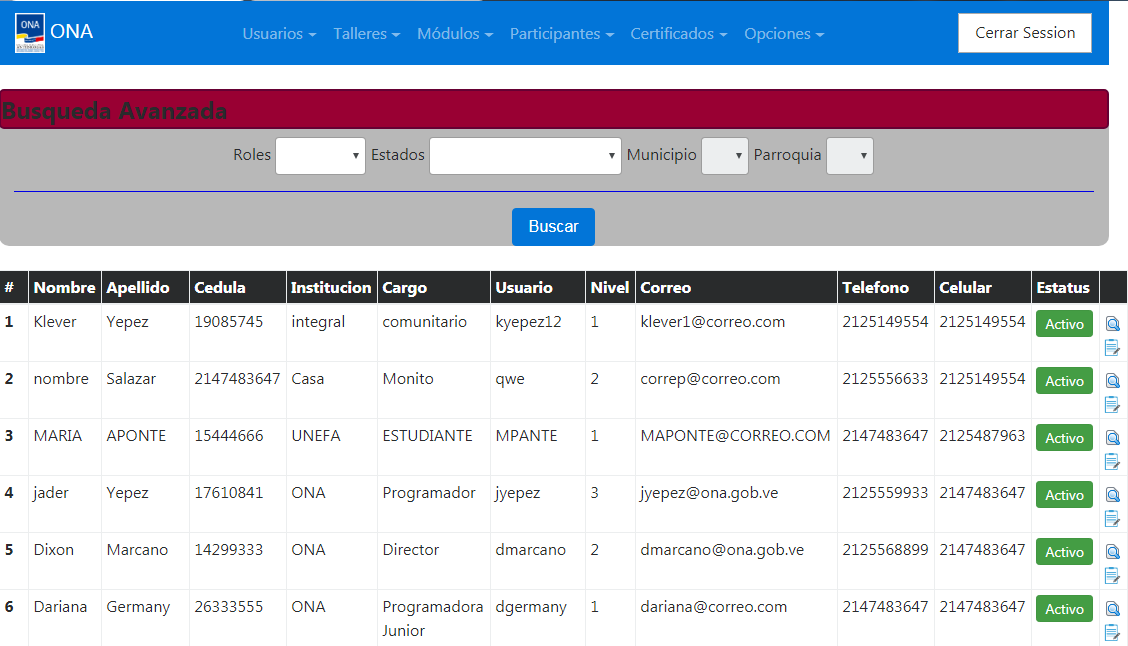 ONA ONA Usuarios Talleres Módulos Participantes Certificados Opciones Cerrar Session
Busqueda Avanzada
Roles Estados Municipio Parroquia
Buscar
# Nombre Apellido Cedula Institucion Cargo Usuario Nivel Correo Telefono Celular Estatus
1 Klever Yepez 19085745 integral comunitario kyepez12 1 klever1@correo.com 2125149554 2125149554 Activo
2 nombre Salazar 2147483647 Casa Monito qwe 2 correp@correo.com 2125556633 2125149554 Activo
3 MARIA APONTE 15444666 UNEFA ESTUDIANTE MPANTE 1 MAPONTE@CORREO.COM 2147483647 2125487963 Activo
4 jader Yepez 17610841 ONA Programador jyepez 3 jyepez@ona.gob.ve 2125559933 2147483647 Activo
5 Dixon Marcano 14299333 ONA Director dmarcano 2 dmarcano@ona.gob.ve 2125568899 2147483647 Activo
6 Dariana Germany 26333555 ONA Programadora dgermany 1 dariana@correo.com 2147483647 2147483647 Activo
Junior